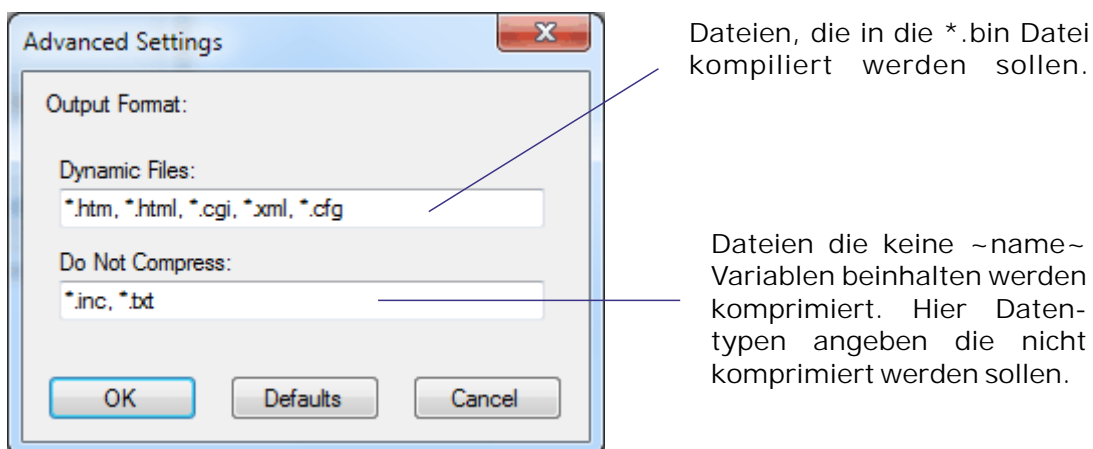 Advanced Settings
Output Format:
Dynamic Files:
*.htm, *.html, *.cgi, *.xml, *.cfg
Do Not Compress:
*.inc, *.txt
OK
Defaults
Cancel
Dateien, die in die *.bin Datei
kompiliert werden sollen.
Dateien die keine ~name~
Variablen beinhalten werden
komprimiert. Hier Daten-
typen angeben die nicht
komprimiert werden sollen.